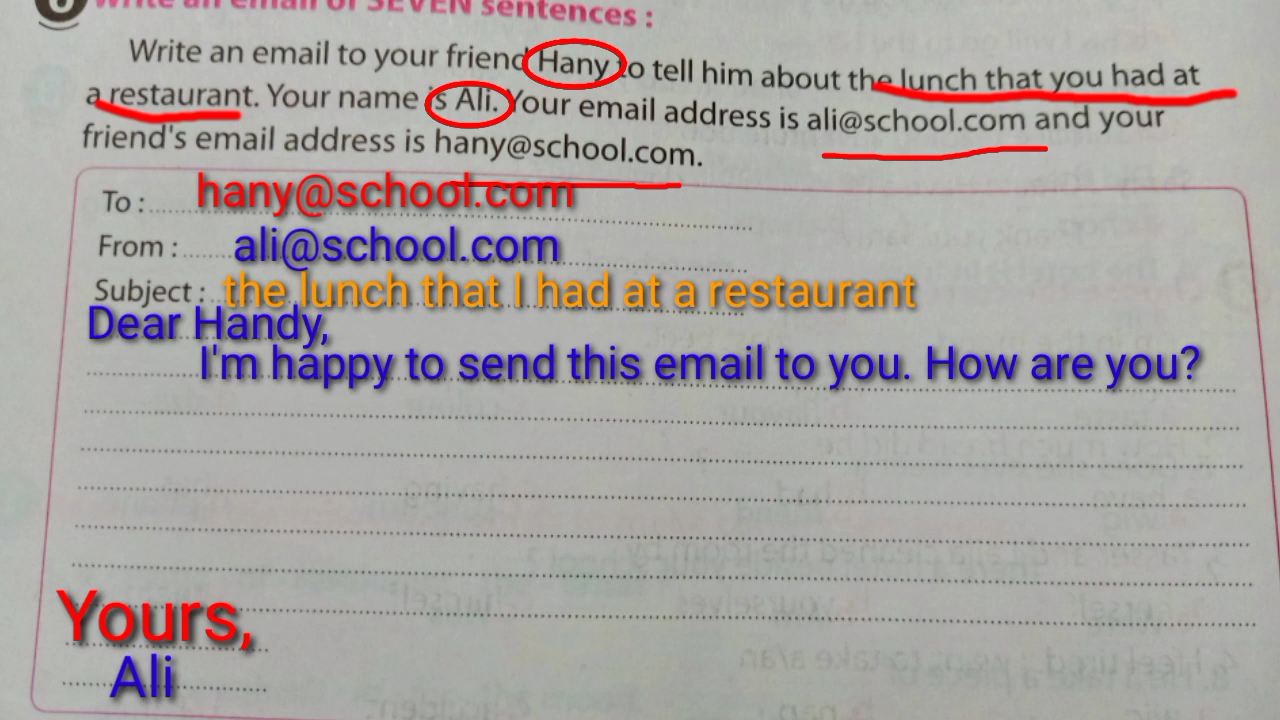 Write an email of SEVEN sentences :
Write an email to your friend Hany to tell him about the lunch that you had at
a restaurant. Your name is Ali. Your email address is ali@school.com and your
friend's email address is hany@school.com.
To : hany@school.com
From : ali@school.com
Subject : the lunch that I had at a restaurant
Dear Handy,
I'm happy to send this email to you. How are you?
Yours,
Ali